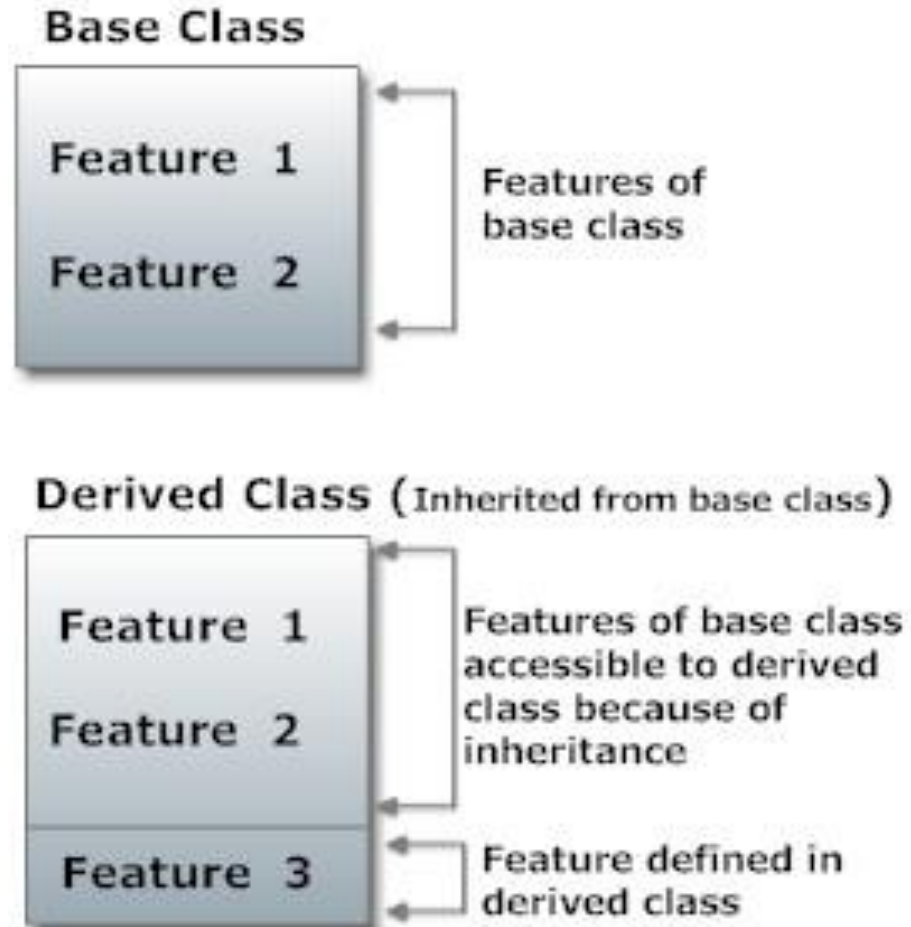 Base Class
Feature 1
Feature 2
Features of
base class
Derived Class (Inherited from base class)
Feature 1
Feature 2
Features of base class
accessible to derived
class because of
inheritance
Feature 3
Feature defined in
derived class